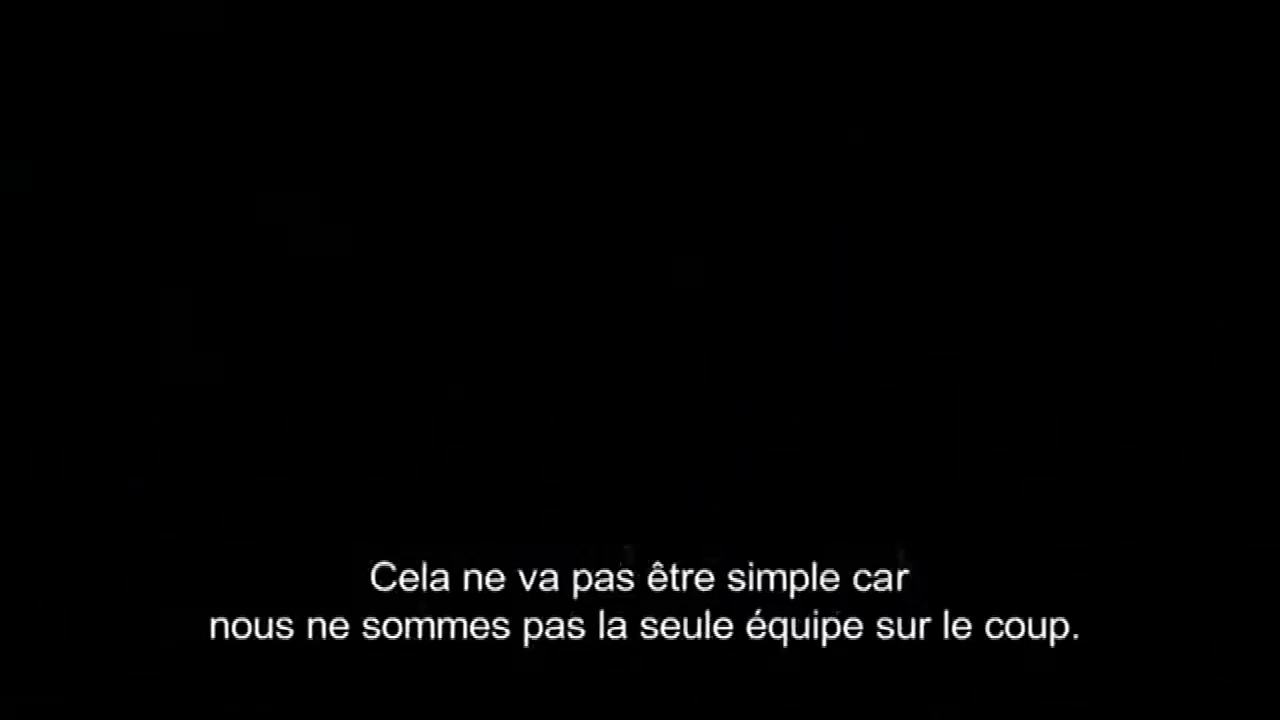 Cela ne va pas être simple car
nous ne sommes pas la seule équipe sur le coup.